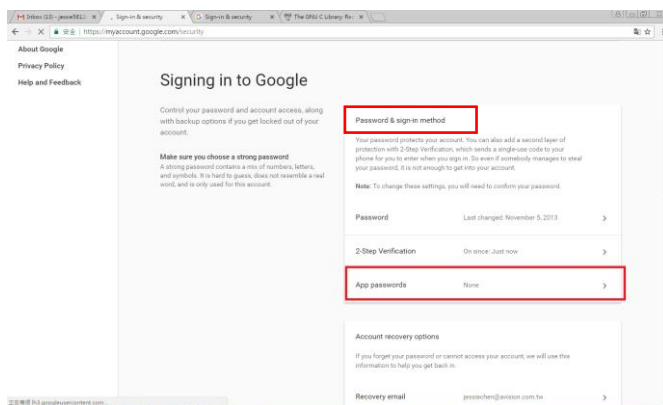 Sign-in & security
Sign-in & security
The GNU C Library
安全 | https://myaccount.google.com/security
About Google
Privacy Policy
Help and Feedback
Signing in to Google
Control your password and account access, along
with backup options if you get locked out of your
account.
Make sure you choose a strong password
A strong password contains a mix of numbers, letters,
and symbols. It is hard to guess, does not resemble a real
word, and is only used for this account.
Password & sign-in method
Your password protects your account. You can also add a second layer of
protection with 2-Step Verification, which sends a single-use code to your
phone for you to enter when you sign in. So even if somebody manages to steal
your password, it is not enough to get into your account.
Note: To change these settings, you will need to confirm your password.
Password Last changed: November 5, 2013
2-Step Verification On since: Just now
App passwords None
Account recovery options
If you forget your password or cannot access your account, we will use this
information to help you get back in.
Recovery email jessiechen@avision.com.tw